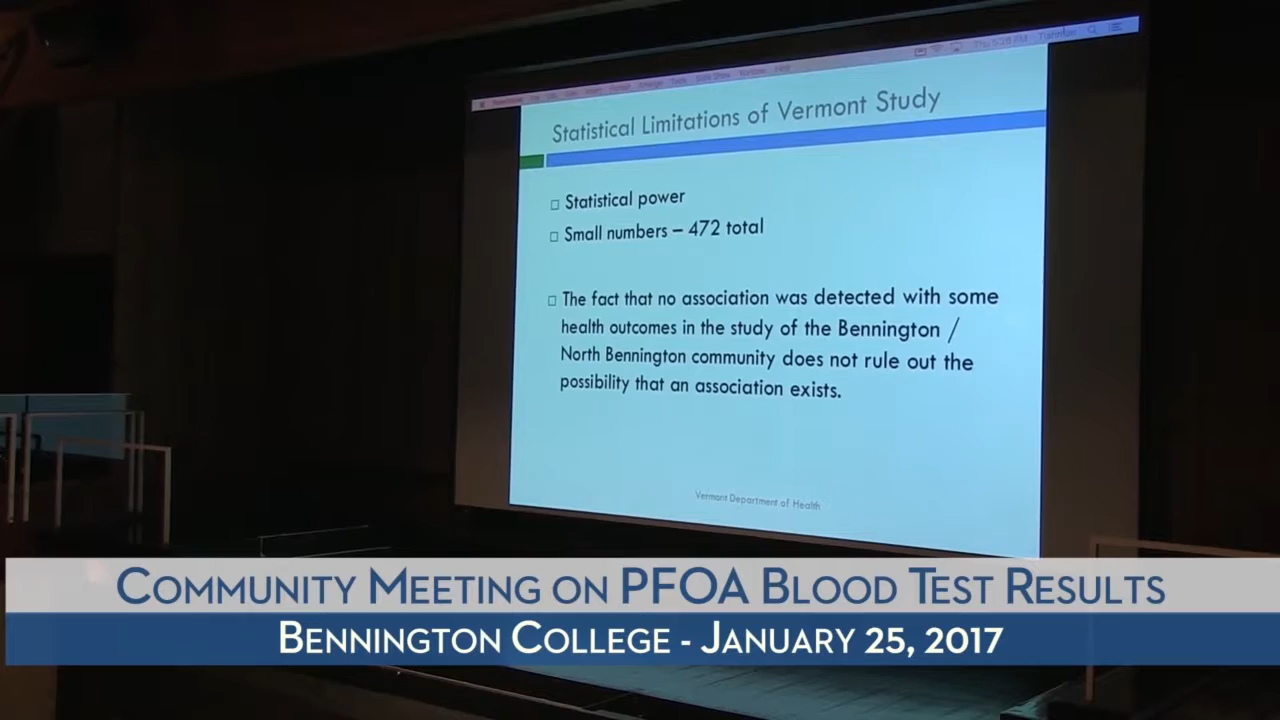 Statistical Limitations of Vermont Study
Statistical power
Small numbers – 472 total
The fact that no association was detected with some
health outcomes in the study of the Bennington /
North Bennington community does not rule out the
possibility that an association exists.
Vermont Department of Health
COMMUNITY MEETING ON PFOA BLOOD TEST RESULTS
BENNINGTON COLLEGE - JANUARY 25, 2017